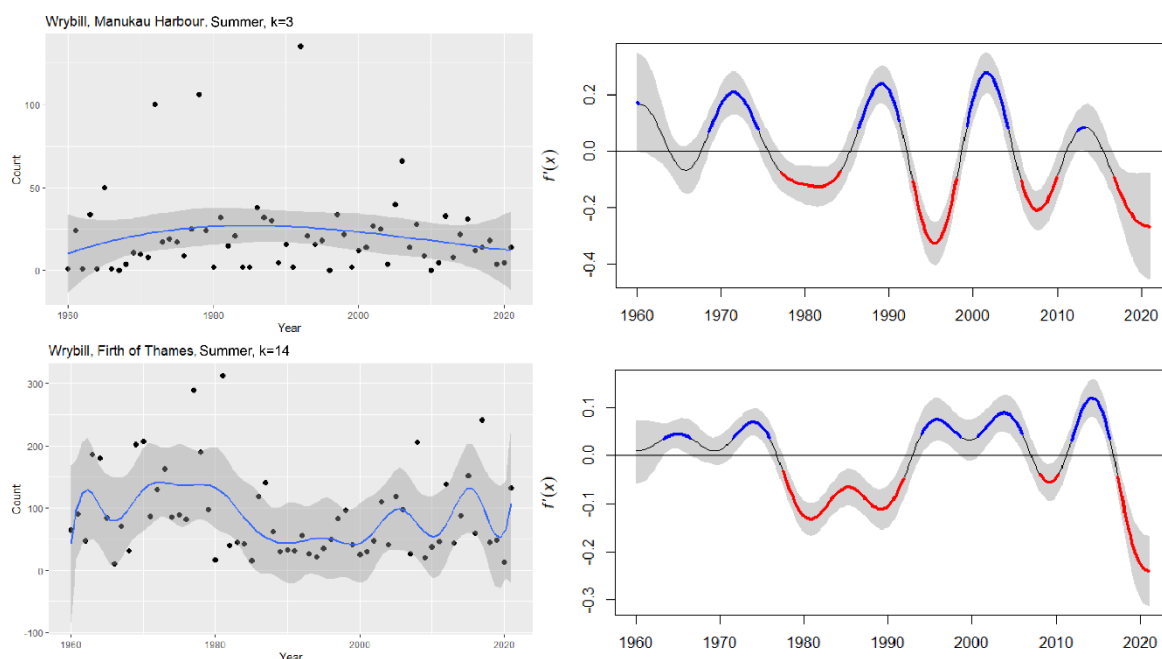 Wrybill, Manukau Harbour, Summer, k=3
100
50
0
Count
1960
1980
2000
2020
Year
0.2
0.0
-0.2
-0.4
f'(x)
1960 1970 1980 1990 2000 2010 2020
Wrybill, Firth of Thames, Summer, k=14
300
200
100
0
-100
Count
1960
1980
2000
2020
Year
0.1
0.0
-0.1
-0.2
-0.3
f'(x)
1960 1970 1980 1990 2000 2010 2020